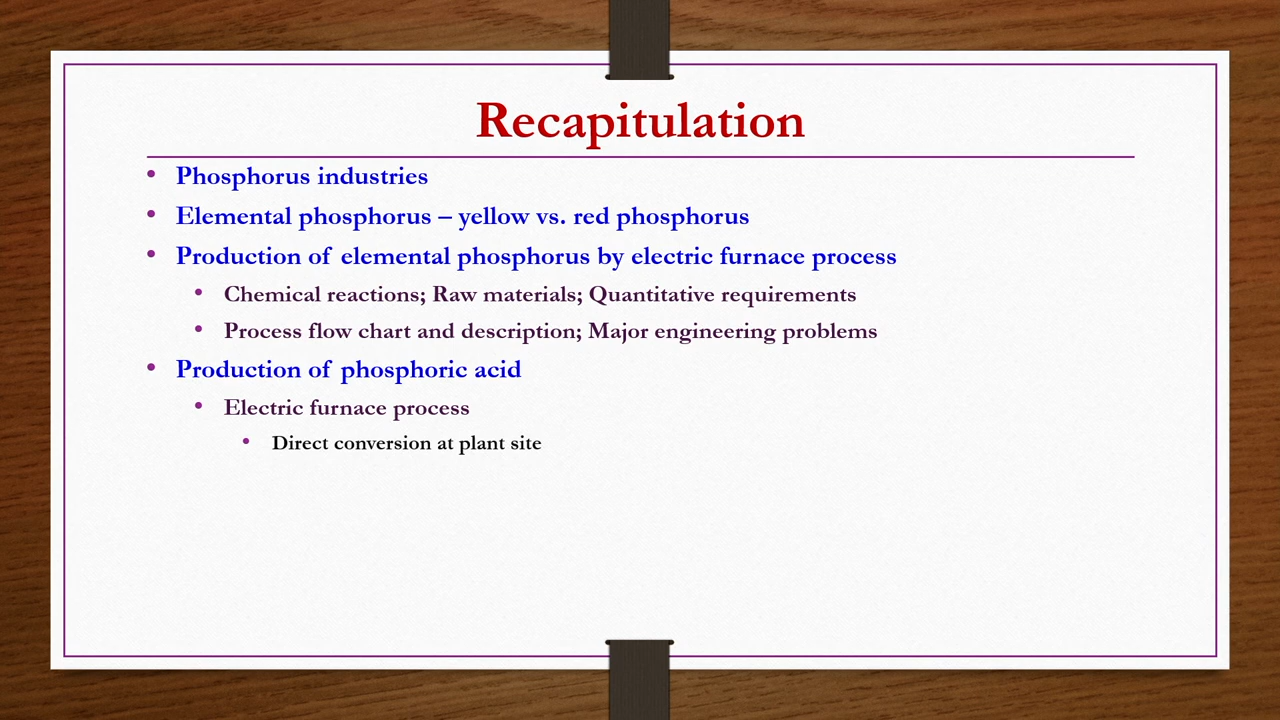 Recapitulation
• Phosphorus industries
• Elemental phosphorus – yellow vs. red phosphorus
• Production of elemental phosphorus by electric furnace process
• Chemical reactions; Raw materials; Quantitative requirements
• Process flow chart and description; Major engineering problems
• Production of phosphoric acid
• Electric furnace process
• Direct conversion at plant site